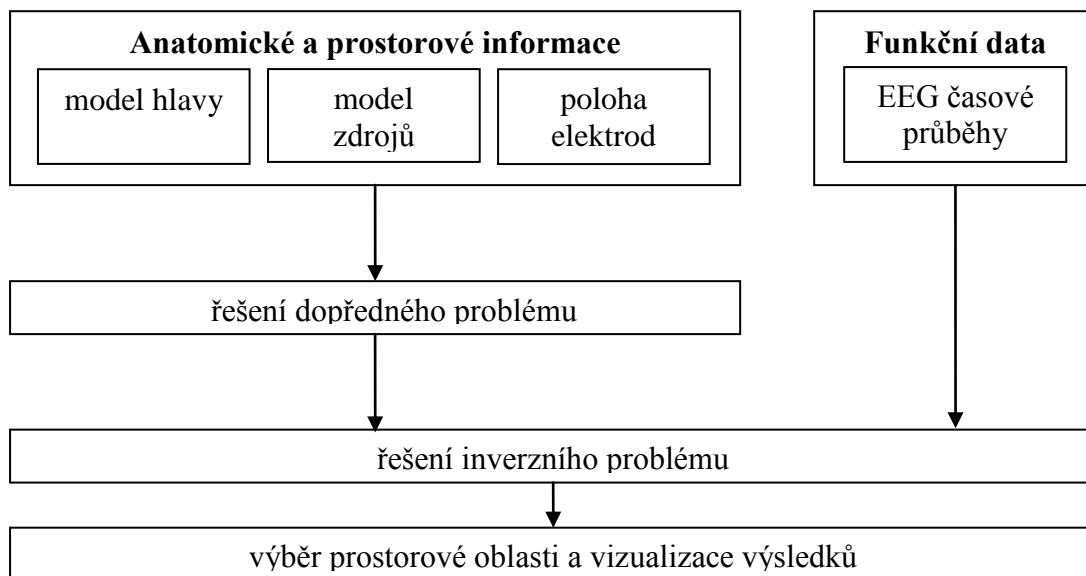 Anatomické a prostorové informace
model hlavy
model
zdrojů
poloha
elektrod
Funkční data
EEG časové
průběhy
řešení dopředného problému
řešení inverzního problému
výběr prostorové oblasti a vizualizace výsledků